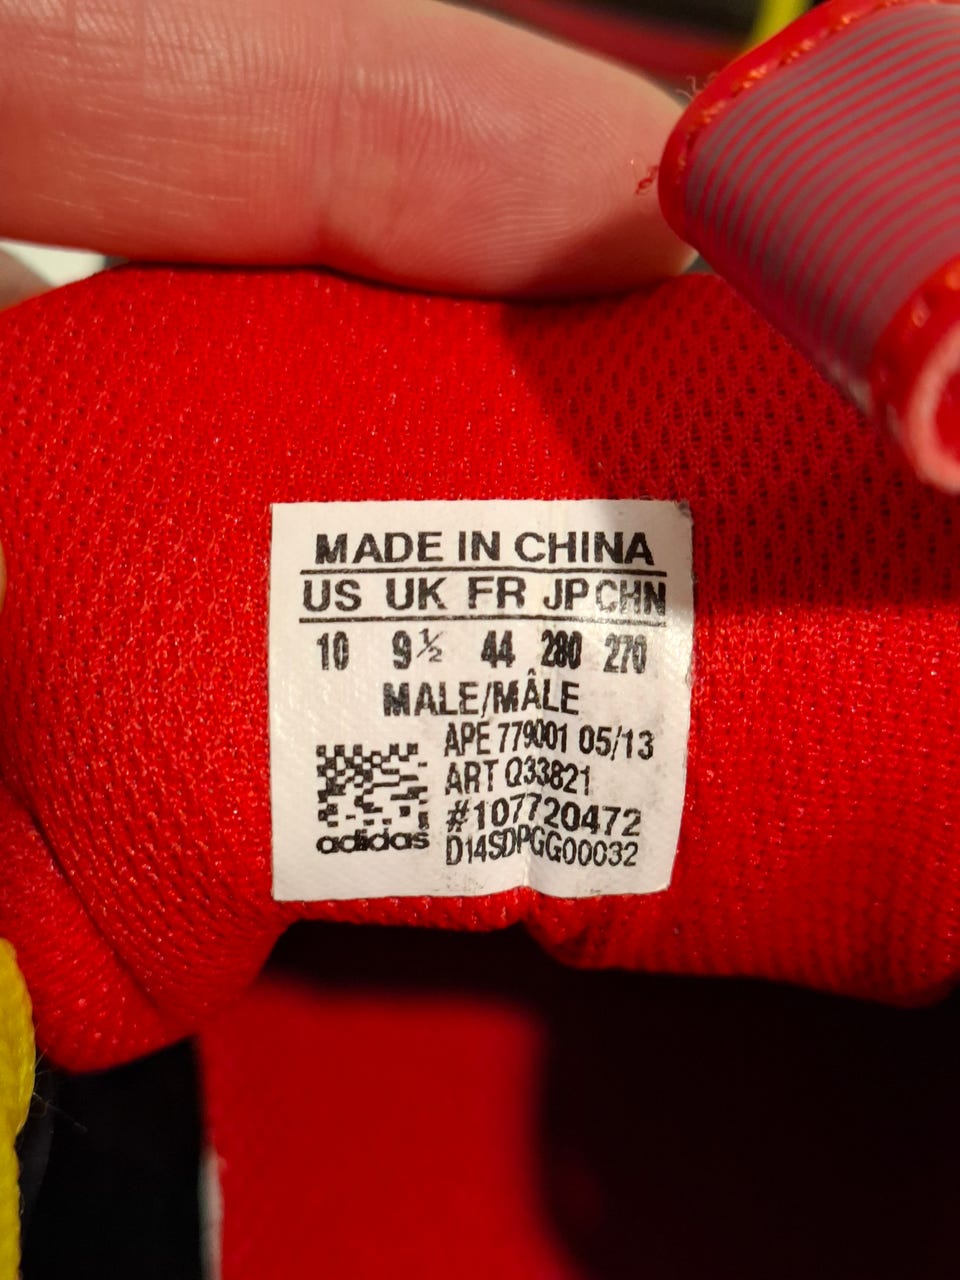 MADE IN CHINA
US UK FR JP CHN
10 9½ 44 280 270
MALE/MÂLE
APE 779001 05/13
ART Q33821
#107720472
D14SDPGG00032
adidas